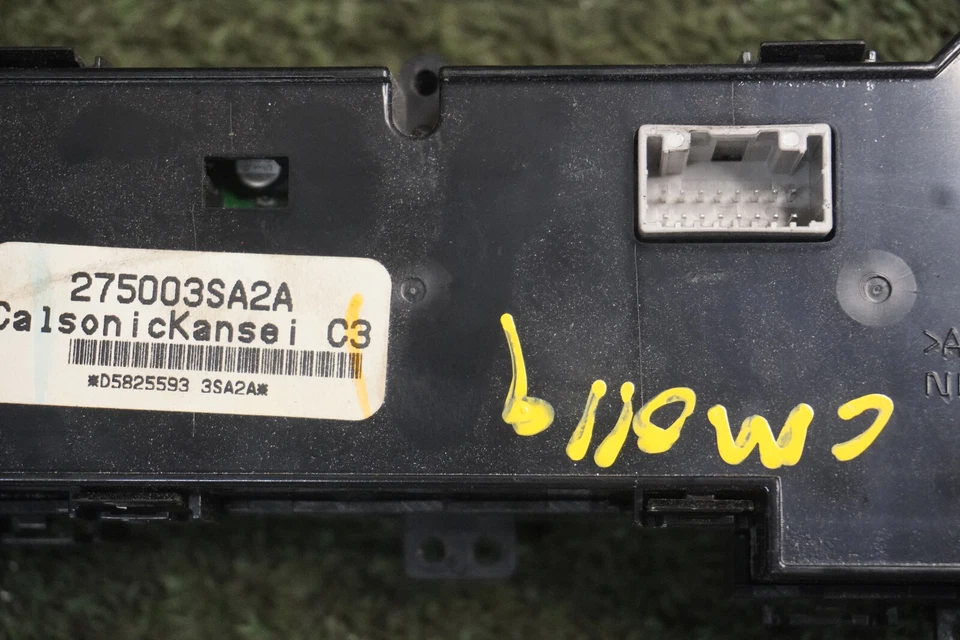 275003SA2A
CalsonicKansei C3
*D5825593 3SA2A*
>A